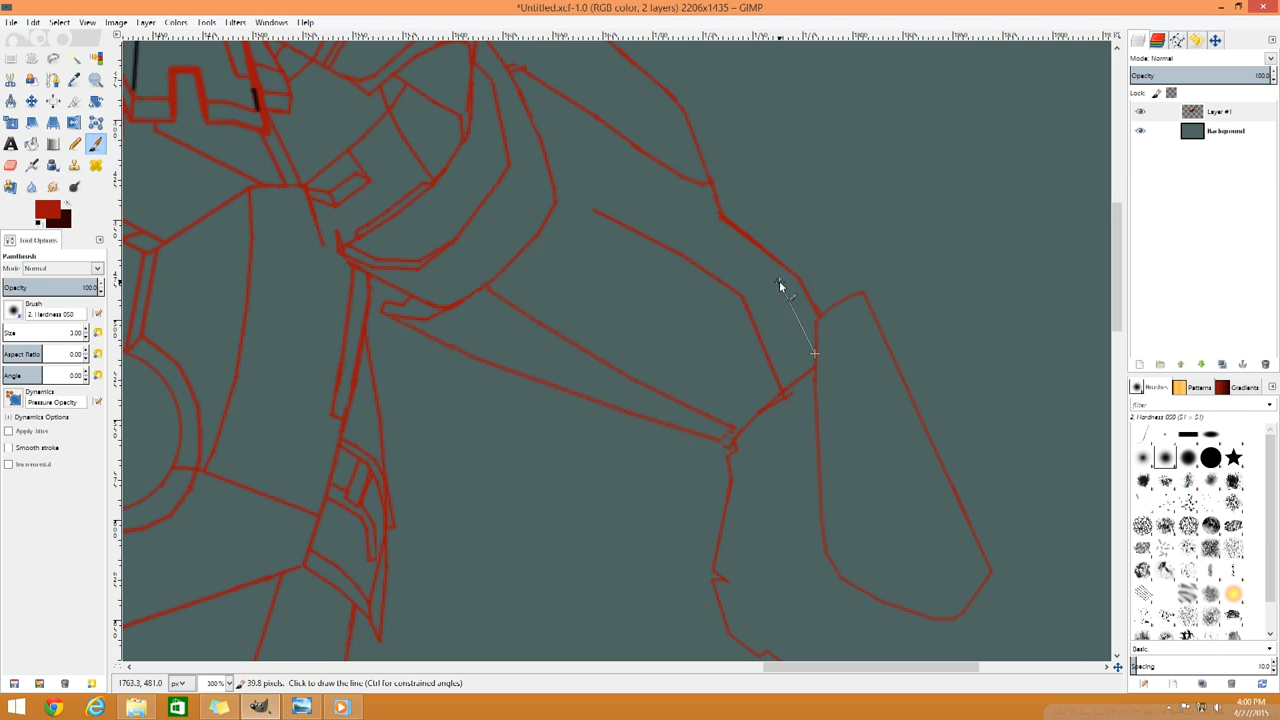 *Untitled.xcf-1.0 (RGB color, 2 layers) 2206x1435 – GIMP
File Edit Select View Image Layer Colors Tools Filters Windows Help
Mode: Normal
Opacity 100.0
Lock:
Layer #1
Background
Tool Options
Paintbrush
Mode Normal
Opacity 100.0
Brush
2. Hardness 050
Size 3.00
Aspect Ratio 0.00
Angle 0.00
Dynamics
Pressure Opacity
Dynamics Options
Apply Jitter
Smooth stroke
Incremental
Brushes Patterns Gradients
filter
2. Hardness 050 (51 × 51)
Basic,
Spacing 10.0
1763.3, 481.0 px 300% 39.8 pixels. Click to draw the line (Ctrl for constrained angles)
4:00 PM
4/27/2015